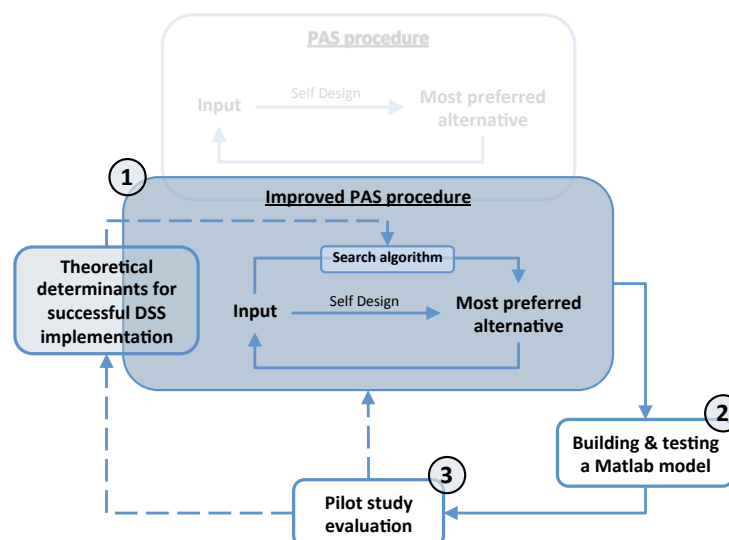 PAS procedure
Self Design
Input
Most preferred
alternative
1
Improved PAS procedure
Search algorithm
Theoretical
determinants for
successful DSS
implementation
Self Design
Input
Most preferred
alternative
2
Building & testing
a Matlab model
3
Pilot study
evaluation